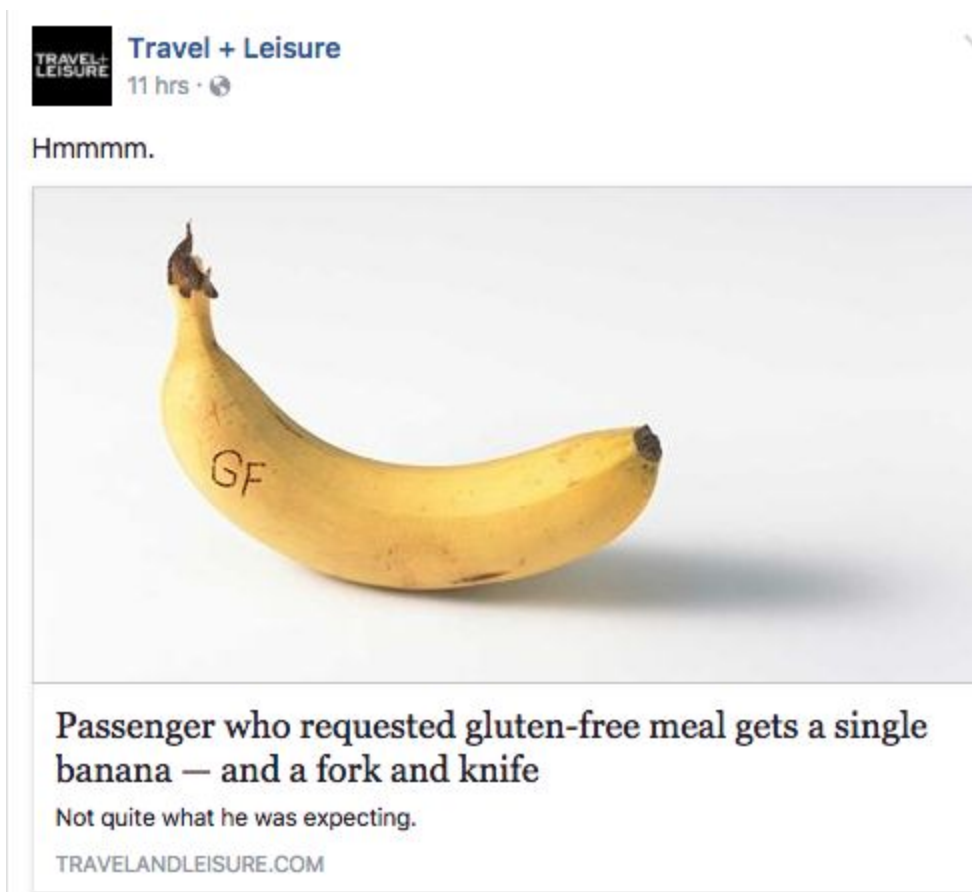 TRAVEL+
LEISURE
Travel + Leisure
11 hrs ·
Hmmmm.
GF
Passenger who requested gluten-free meal gets a single
banana — and a fork and knife
Not quite what he was expecting.
TRAVELANDLEISURE.COM